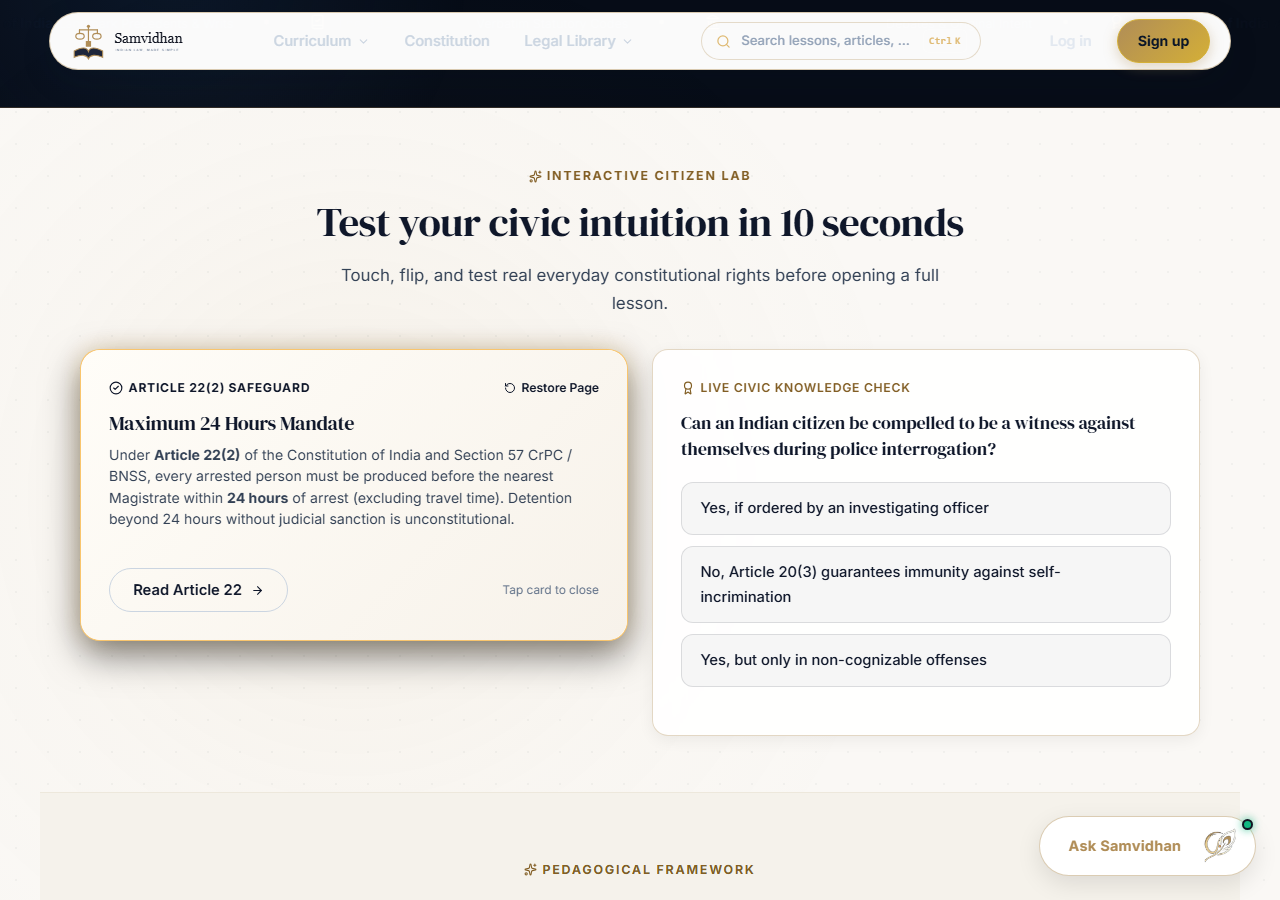 Samvidhan
Curriculum
Constitution
Legal Library
Search lessons, articles, ...
Ctrl K
Log in
Sign up
INTERACTIVE CITIZEN LAB
Test your civic intuition in 10 seconds
Touch, flip, and test real everyday constitutional rights before opening a full
lesson.
ARTICLE 22(2) SAFEGUARD
Restore Page
Maximum 24 Hours Mandate
Under Article 22(2) of the Constitution of India and Section 57 CrPC /
BNSS, every arrested person must be produced before the nearest
Magistrate within 24 hours of arrest (excluding travel time). Detention
beyond 24 hours without judicial sanction is unconstitutional.
Read Article 22
Tap card to close
LIVE CIVIC KNOWLEDGE CHECK
Can an Indian citizen be compelled to be a witness against
themselves during police interrogation?
Yes, if ordered by an investigating officer
No, Article 20(3) guarantees immunity against self-
incrimination
Yes, but only in non-cognizable offenses
PEDAGOGICAL FRAMEWORK
Ask Samvidhan